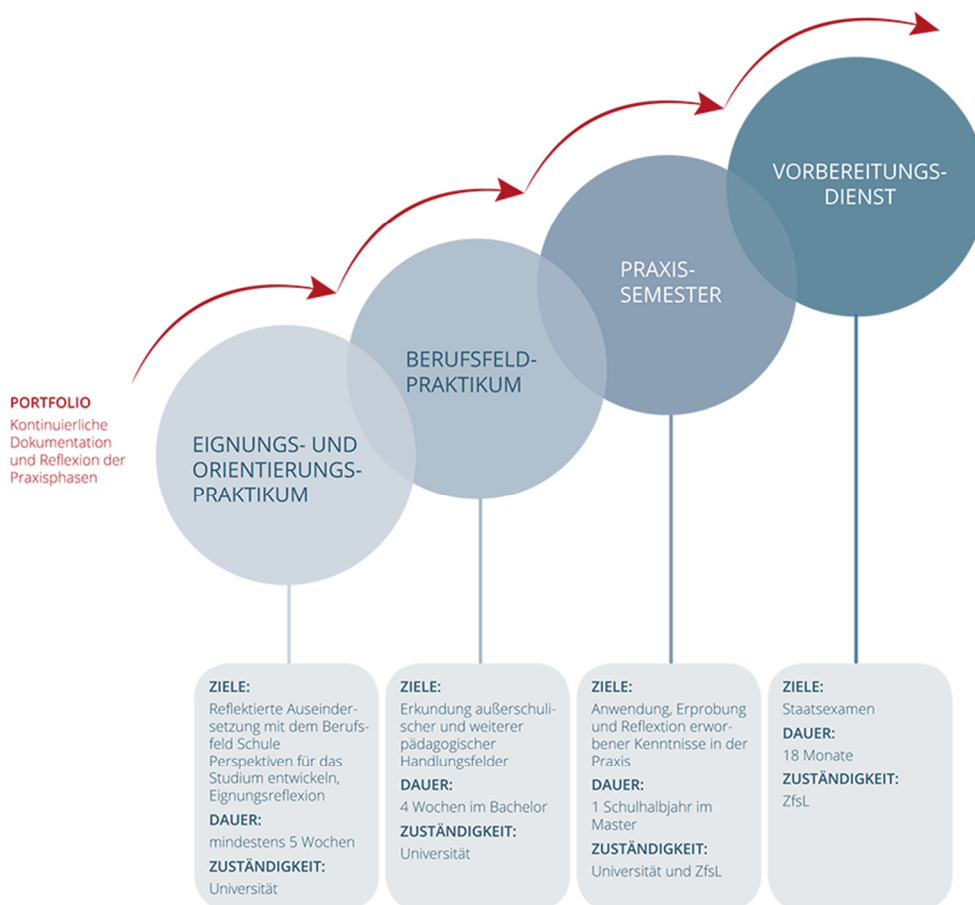 VORBEREITUNGS-
DIENST
PRAXIS-
SEMESTER
BERUFSFELD-
PRAKTIKUM
PORTFOLIO
Kontinuierliche
Dokumentation
und Reflexion der
Praxisphasen
EIGNUNGS- UND
ORIENTIERUNGS-
PRAKTIKUM
ZIELE:
Reflektierte Auseinder-
setzung mit dem Berufs-
feld Schule
Perspektiven für das
Studium entwickeln,
Eignungsreflexion
DAUER:
mindestens 5 Wochen
ZUSTÄNDIGKEIT:
Universität
ZIELE:
Erkundung außerschuli-
scher und weiterer
pädagogischer
Handlungsfelder
DAUER:
4 Wochen im Bachelor
ZUSTÄNDIGKEIT:
Universität
ZIELE:
Anwendung, Erprobung
und Reflextion erwor-
bener Kenntnisse in der
Praxis
DAUER:
1 Schulhalbjahr im
Master
ZUSTÄNDIGKEIT:
Universität und ZfsL
ZIELE:
Staatsexamen
DAUER:
18 Monate
ZUSTÄNDIGKEIT:
ZfsL